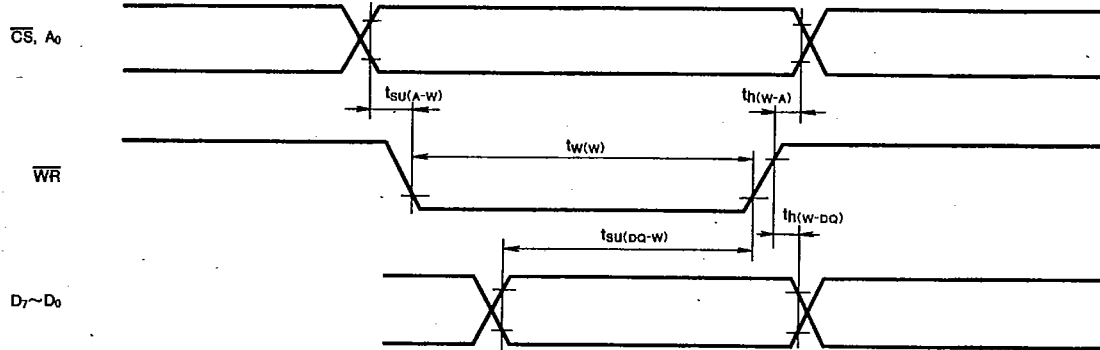 CS, A0
tSU(A-W)
th(W-A)
WR
tW(W)
th(W-DQ)
tSU(DQ-W)
D7~D0